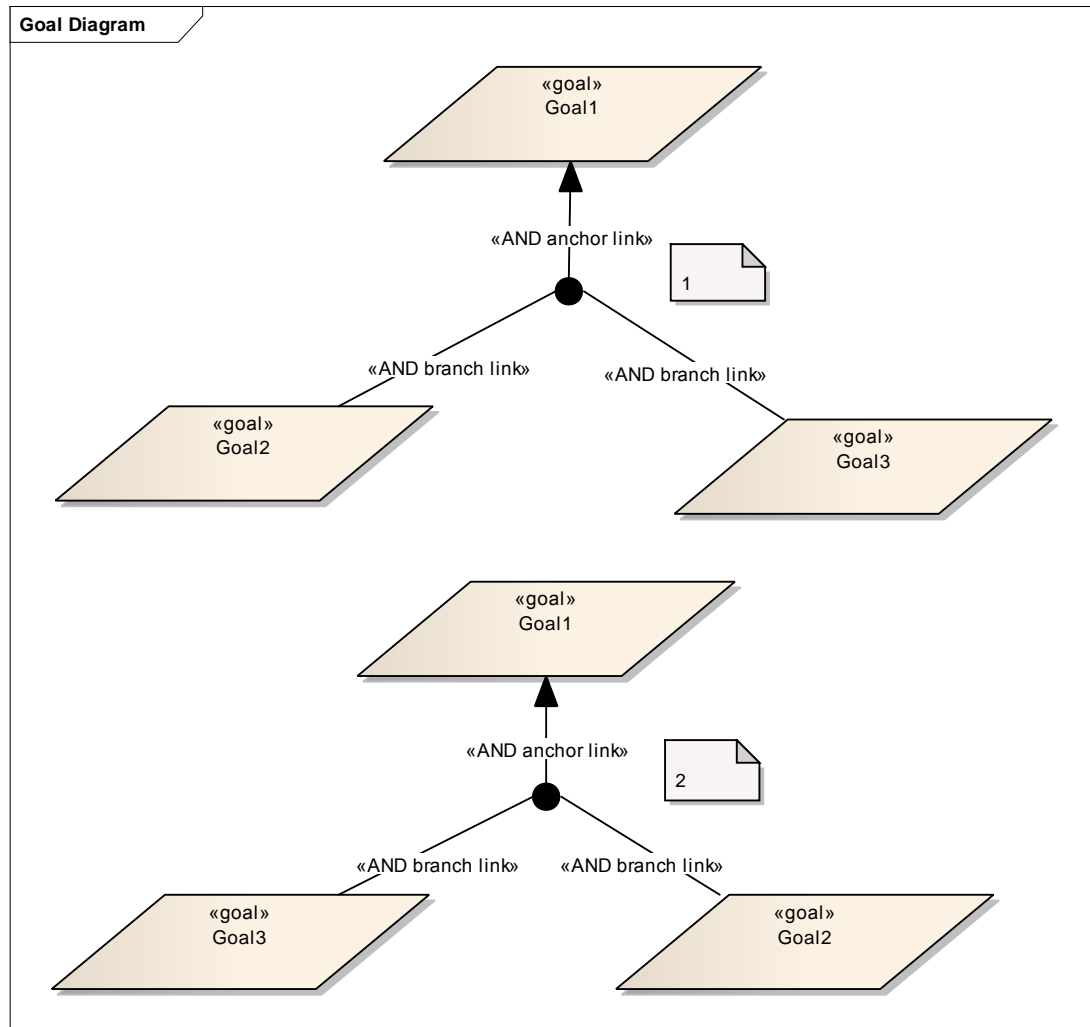 Goal Diagram
«goal»
Goal1
«AND anchor link»
1
«AND branch link»
«AND branch link»
«goal»
Goal2
«goal»
Goal3
«goal»
Goal1
«AND anchor link»
2
«AND branch link»
«AND branch link»
«goal»
Goal3
«goal»
Goal2